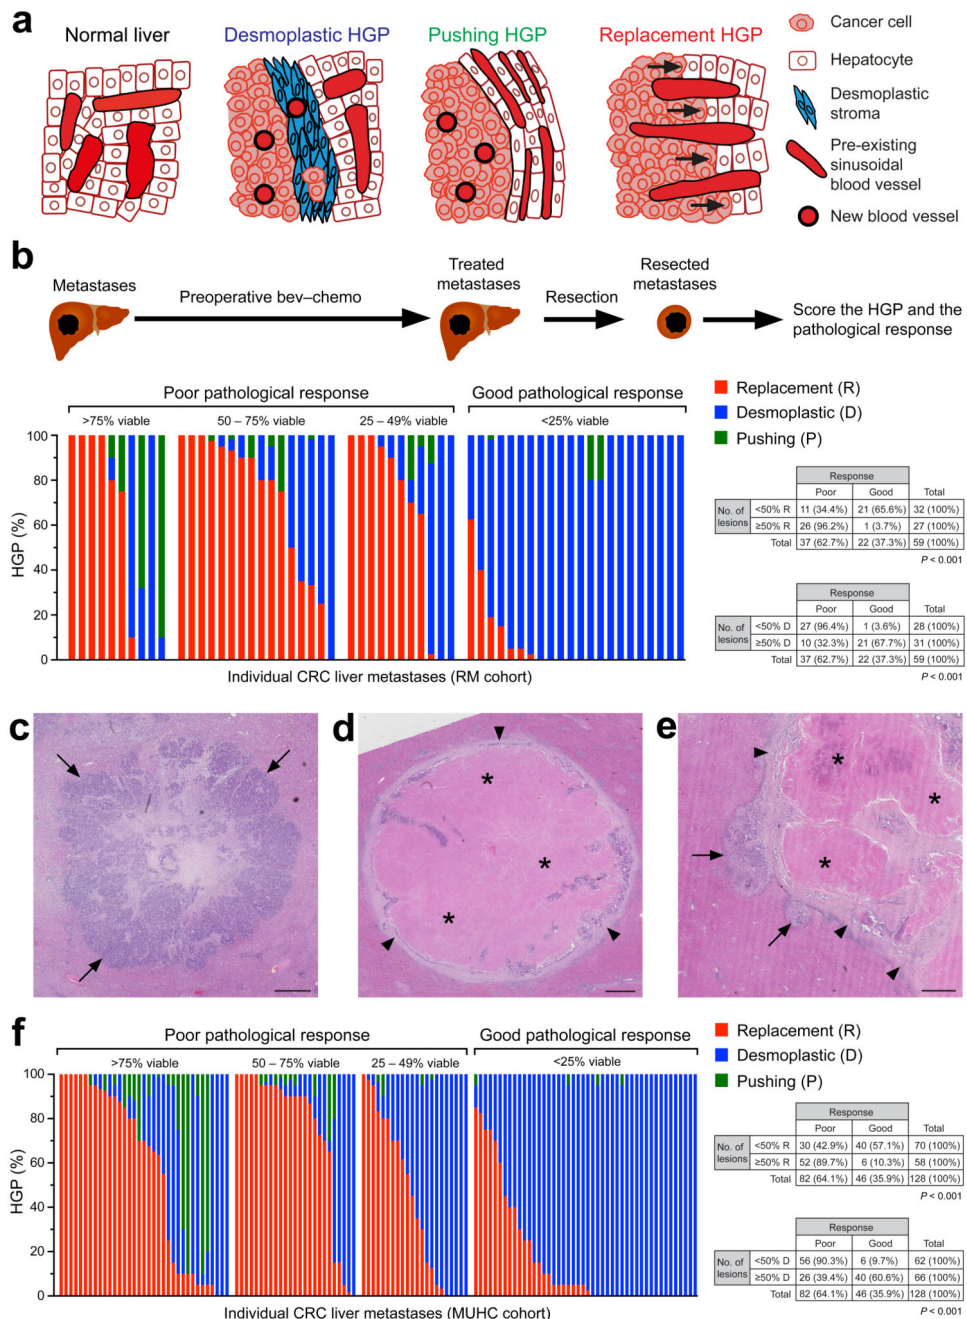 a
Normal liver
Desmoplastic HGP
Pushing HGP
Replacement HGP
Cancer cell
Hepatocyte
Desmoplastic
stroma
Pre-existing
sinusoidal
blood vessel
New blood vessel
b
Metastases
Preoperative bev–chemo
Treated
metastases
Resection
Resected
metastases
Score the HGP and the
pathological response
Poor pathological response
Good pathological response
>75% viable
50 – 75% viable
25 – 49% viable
<25% viable
Replacement (R)
Desmoplastic (D)
Pushing (P)
HGP (%)
100
80
60
40
20
0
Individual CRC liver metastases (RM cohort)
Response
Poor Good Total
No. of lesions
<50% R 11 (34.4%) 21 (65.6%) 32 (100%)
≥50% R 26 (96.2%) 1 (3.7%) 27 (100%)
Total 37 (62.7%) 22 (37.3%) 59 (100%)
P < 0.001
Response
Poor Good Total
No. of lesions
<50% D 27 (96.4%) 1 (3.6%) 28 (100%)
≥50% D 10 (32.3%) 21 (67.7%) 31 (100%)
Total 37 (62.7%) 22 (37.3%) 59 (100%)
P < 0.001
c
d
* * *
e
* * *
f
Poor pathological response
Good pathological response
>75% viable
50 – 75% viable
25 – 49% viable
<25% viable
Replacement (R)
Desmoplastic (D)
Pushing (P)
HGP (%)
100
80
60
40
20
0
Individual CRC liver metastases (MUHC cohort)
Response
Poor Good Total
No. of lesions
<50% R 30 (42.9%) 40 (57.1%) 70 (100%)
≥50% R 52 (89.7%) 6 (10.3%) 58 (100%)
Total 82 (64.1%) 46 (35.9%) 128 (100%)
P < 0.001
Response
Poor Good Total
No. of lesions
<50% D 56 (90.3%) 6 (9.7%) 62 (100%)
≥50% D 26 (39.4%) 40 (60.6%) 66 (100%)
Total 82 (64.1%) 46 (35.9%) 128 (100%)
P < 0.001